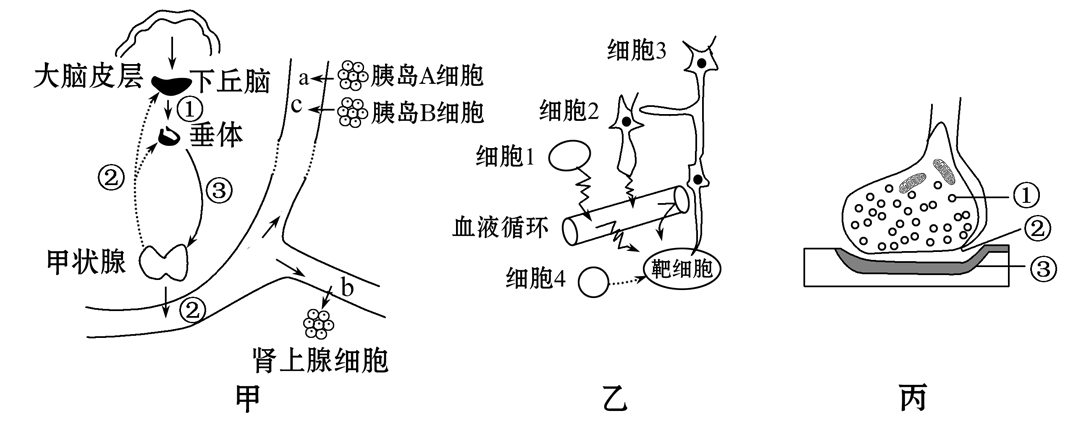 大脑皮层
下丘脑
①
垂体
②
③
甲状腺
②
a
胰岛A细胞
c
胰岛B细胞
b
肾上腺细胞
甲
细胞3
细胞2
细胞1
血液循环
细胞4
靶细胞
乙
①
②
③
丙